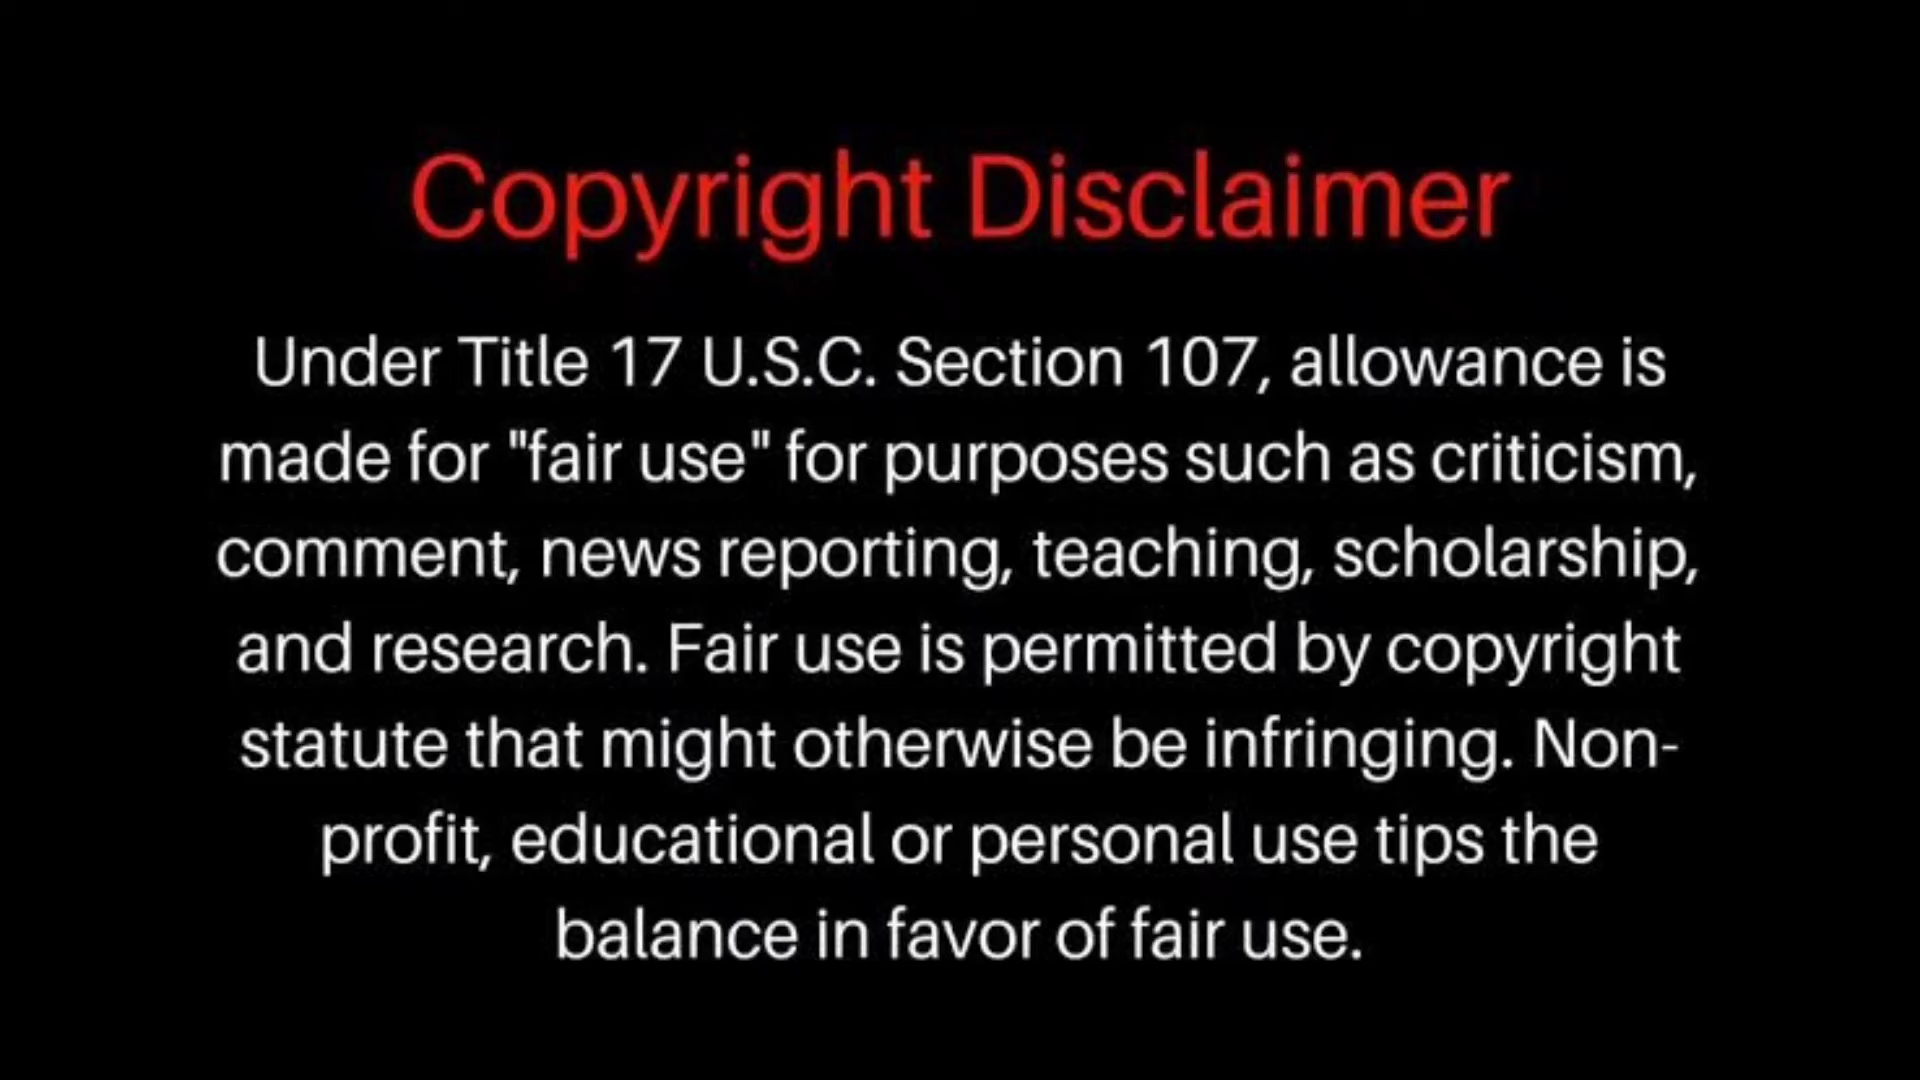 Copyright Disclaimer
Under Title 17 U.S.C. Section 107, allowance is
made for "fair use" for purposes such as criticism,
comment, news reporting, teaching, scholarship,
and research. Fair use is permitted by copyright
statute that might otherwise be infringing. Non-
profit, educational or personal use tips the
balance in favor of fair use.